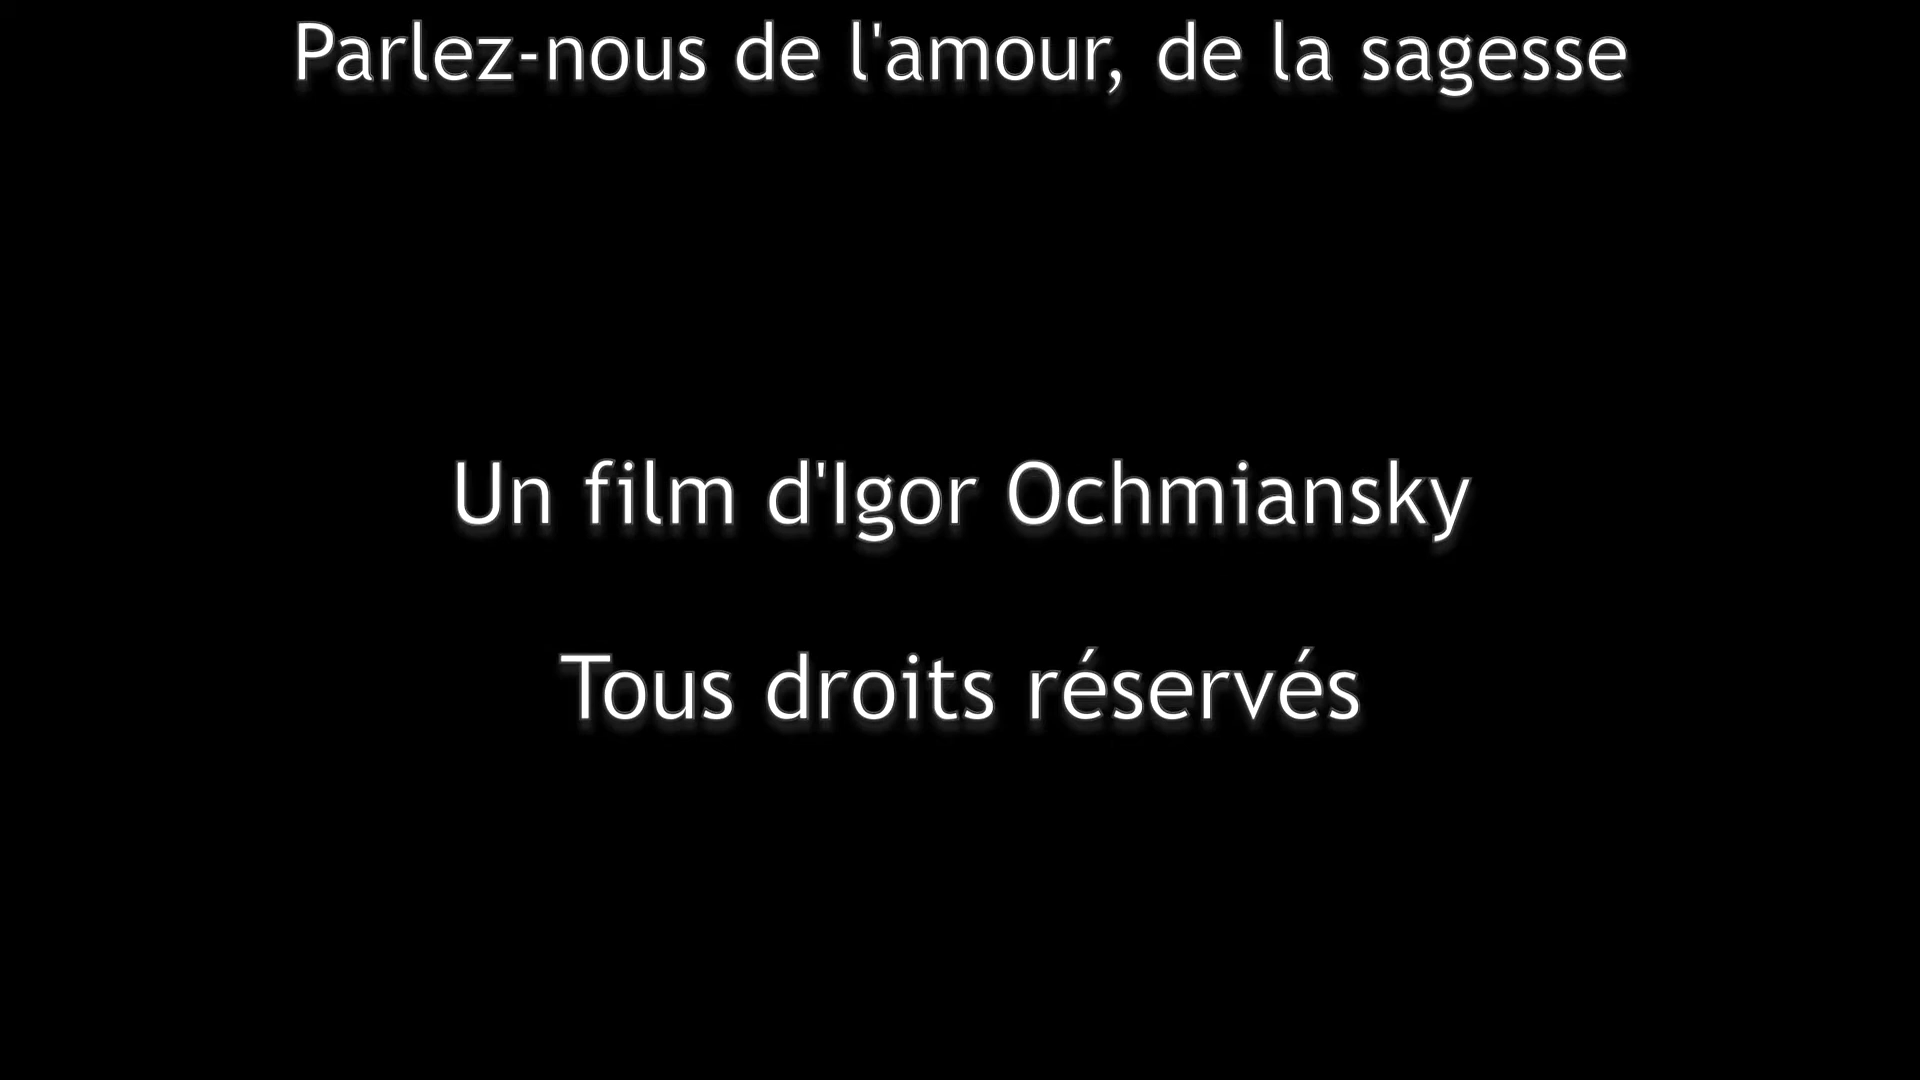 Parlez-nous de l'amour, de la sagesse
Un film d'Igor Ochmiansky
Tous droits réservés